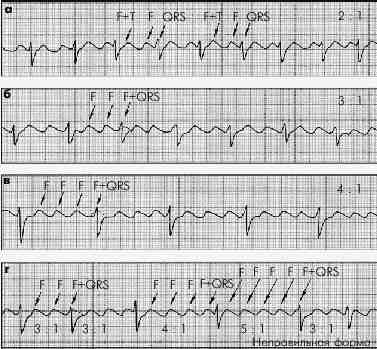 а F+T F QRS F+T F QRS 2 : 1
б F F F+QRS 3 : 1
в F F F F+QRS 4 : 1
г F F F+QRS F F F F+QRS F F F F F+QRS
3 : 1 3 : 1 4 : 1 5 : 1 3 : 1
Неправильная форма